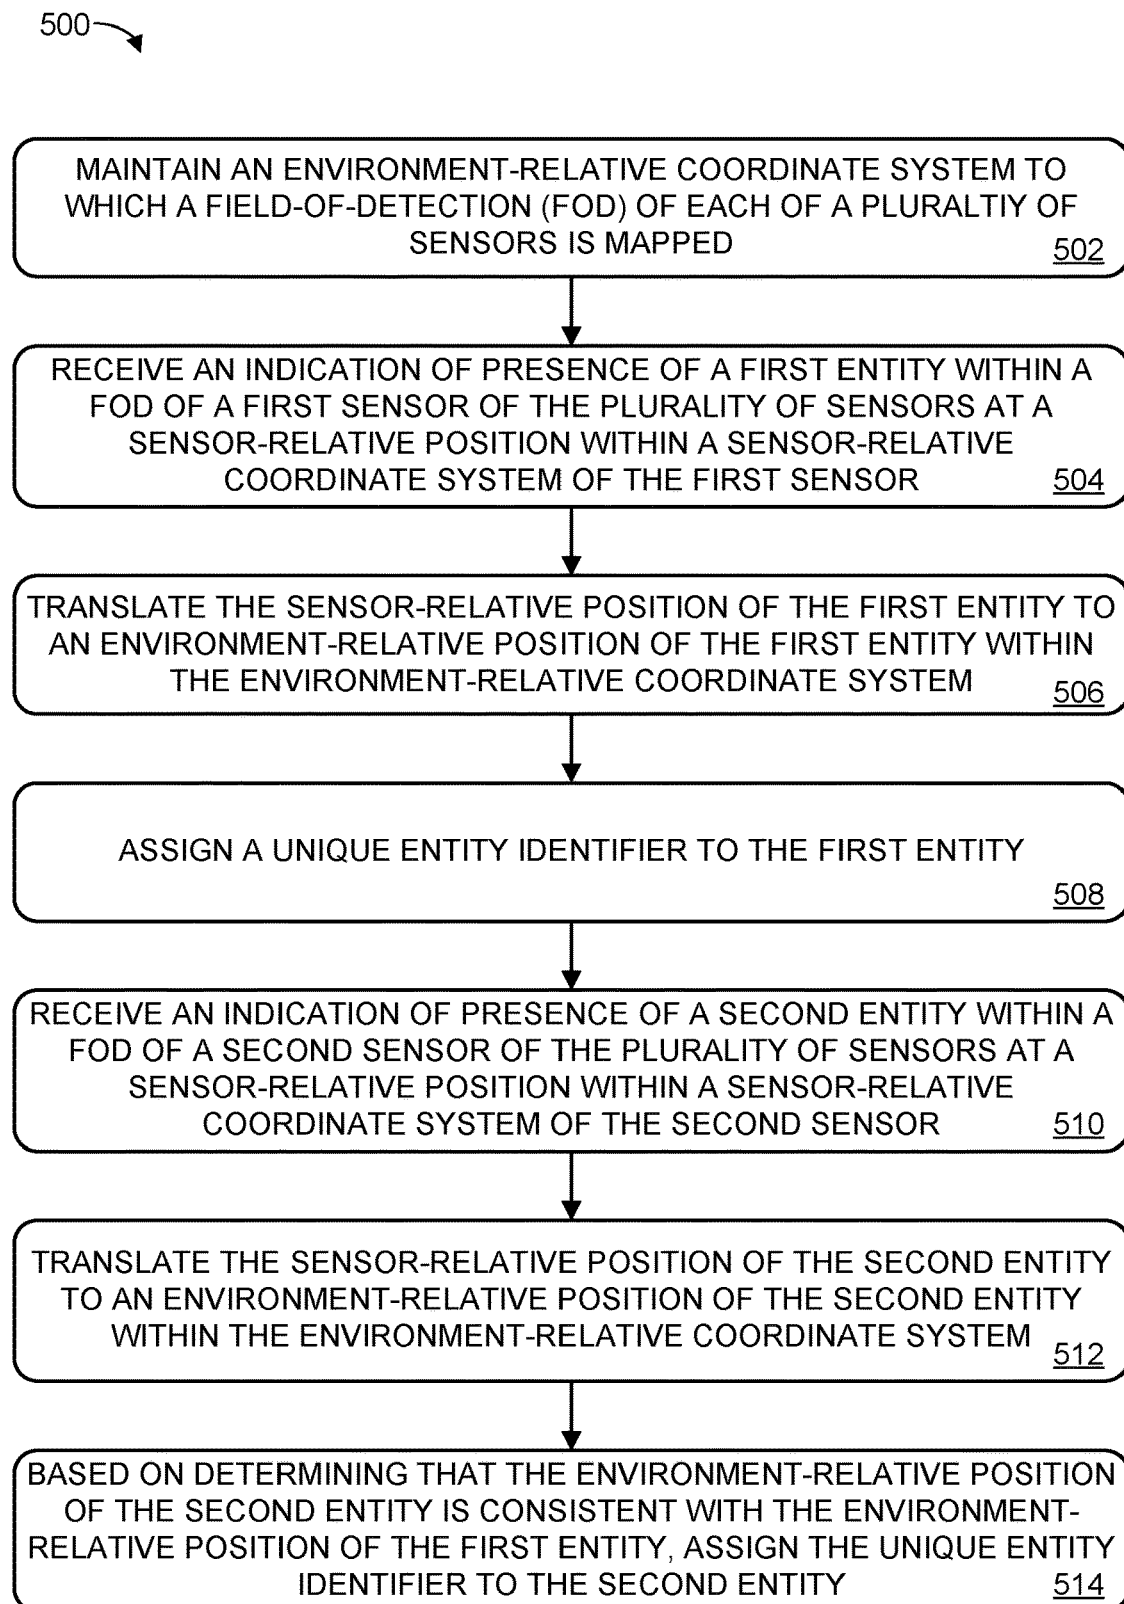 500
MAINTAIN AN ENVIRONMENT-RELATIVE COORDINATE SYSTEM TO
WHICH A FIELD-OF-DETECTION (FOD) OF EACH OF A PLURALTIY OF
SENSORS IS MAPPED
502
RECEIVE AN INDICATION OF PRESENCE OF A FIRST ENTITY WITHIN A
FOD OF A FIRST SENSOR OF THE PLURALITY OF SENSORS AT A
SENSOR-RELATIVE POSITION WITHIN A SENSOR-RELATIVE
COORDINATE SYSTEM OF THE FIRST SENSOR
504
TRANSLATE THE SENSOR-RELATIVE POSITION OF THE FIRST ENTITY TO
AN ENVIRONMENT-RELATIVE POSITION OF THE FIRST ENTITY WITHIN
THE ENVIRONMENT-RELATIVE COORDINATE SYSTEM
506
ASSIGN A UNIQUE ENTITY IDENTIFIER TO THE FIRST ENTITY
508
RECEIVE AN INDICATION OF PRESENCE OF A SECOND ENTITY WITHIN A
FOD OF A SECOND SENSOR OF THE PLURALITY OF SENSORS AT A
SENSOR-RELATIVE POSITION WITHIN A SENSOR-RELATIVE
COORDINATE SYSTEM OF THE SECOND SENSOR
510
TRANSLATE THE SENSOR-RELATIVE POSITION OF THE SECOND ENTITY
TO AN ENVIRONMENT-RELATIVE POSITION OF THE SECOND ENTITY
WITHIN THE ENVIRONMENT-RELATIVE COORDINATE SYSTEM
512
BASED ON DETERMINING THAT THE ENVIRONMENT-RELATIVE POSITION
OF THE SECOND ENTITY IS CONSISTENT WITH THE ENVIRONMENT-
RELATIVE POSITION OF THE FIRST ENTITY, ASSIGN THE UNIQUE ENTITY
IDENTIFIER TO THE SECOND ENTITY
514